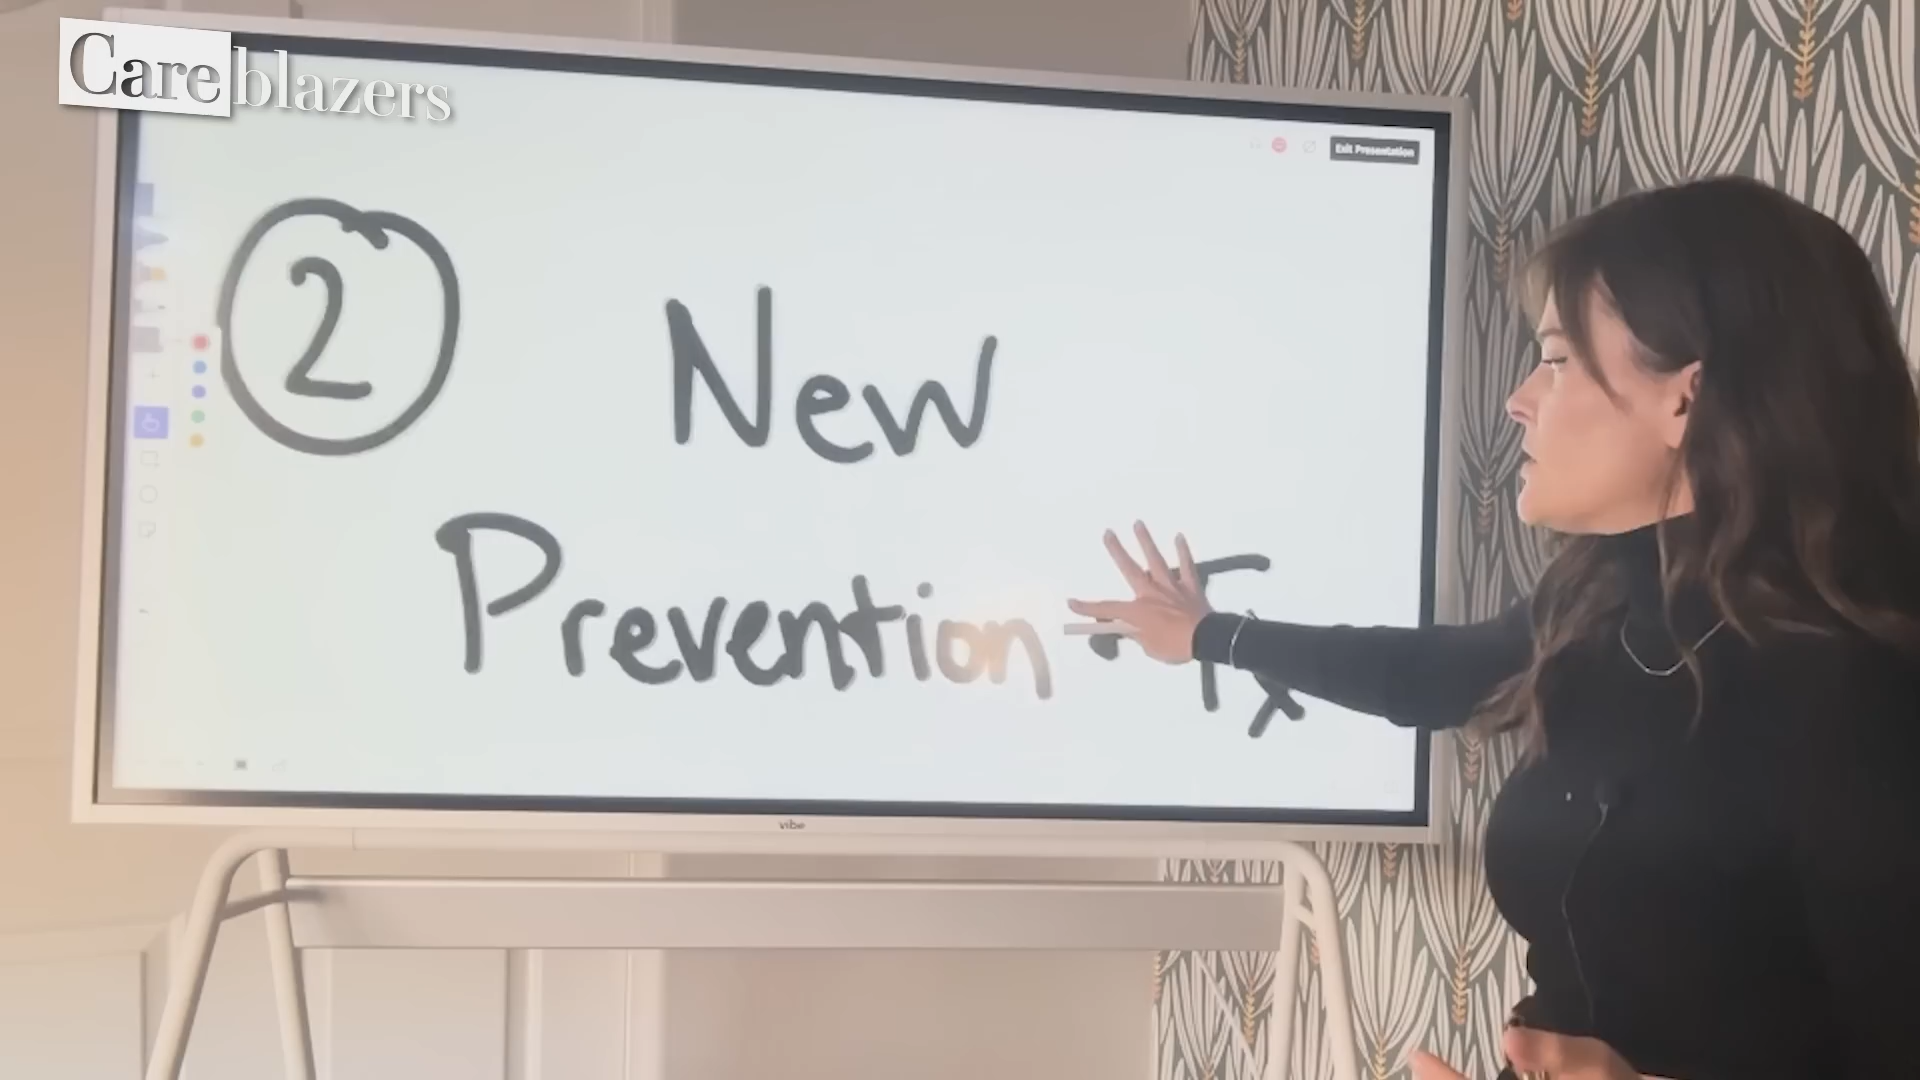 Careblazers
Exit Presentation
2
New
Prevention - Tx
vibe